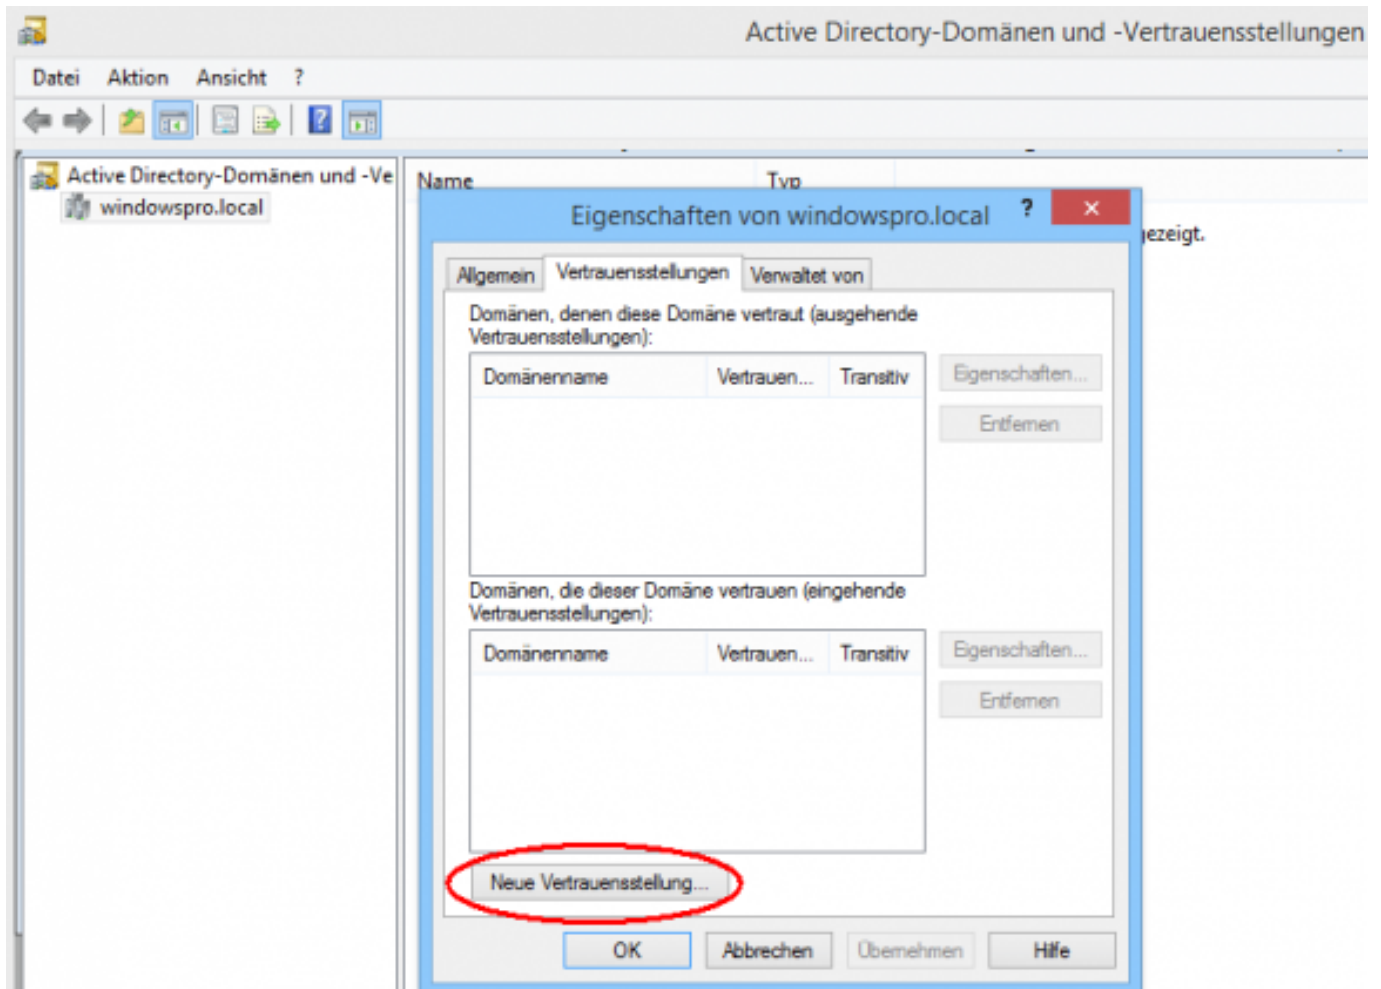 Active Directory-Domänen und -Vertrauensstellungen
Datei Aktion Ansicht ?
Active Directory-Domänen und -Ve
windowspro.local
Name Typ
Eigenschaften von windowspro.local ?
Allgemein Vertrauensstellungen Verwaltet von
Domänen, denen diese Domäne vertraut (ausgehende
Vertrauensstellungen):
Domänenname Vertrauen... Transitiv
Eigenschaften...
Entfernen
Domänen, die dieser Domäne vertrauen (eingehende
Vertrauensstellungen):
Domänenname Vertrauen... Transitiv
Eigenschaften...
Entfernen
Neue Vertrauensstellung...
OK Abbrechen Übernehmen Hilfe